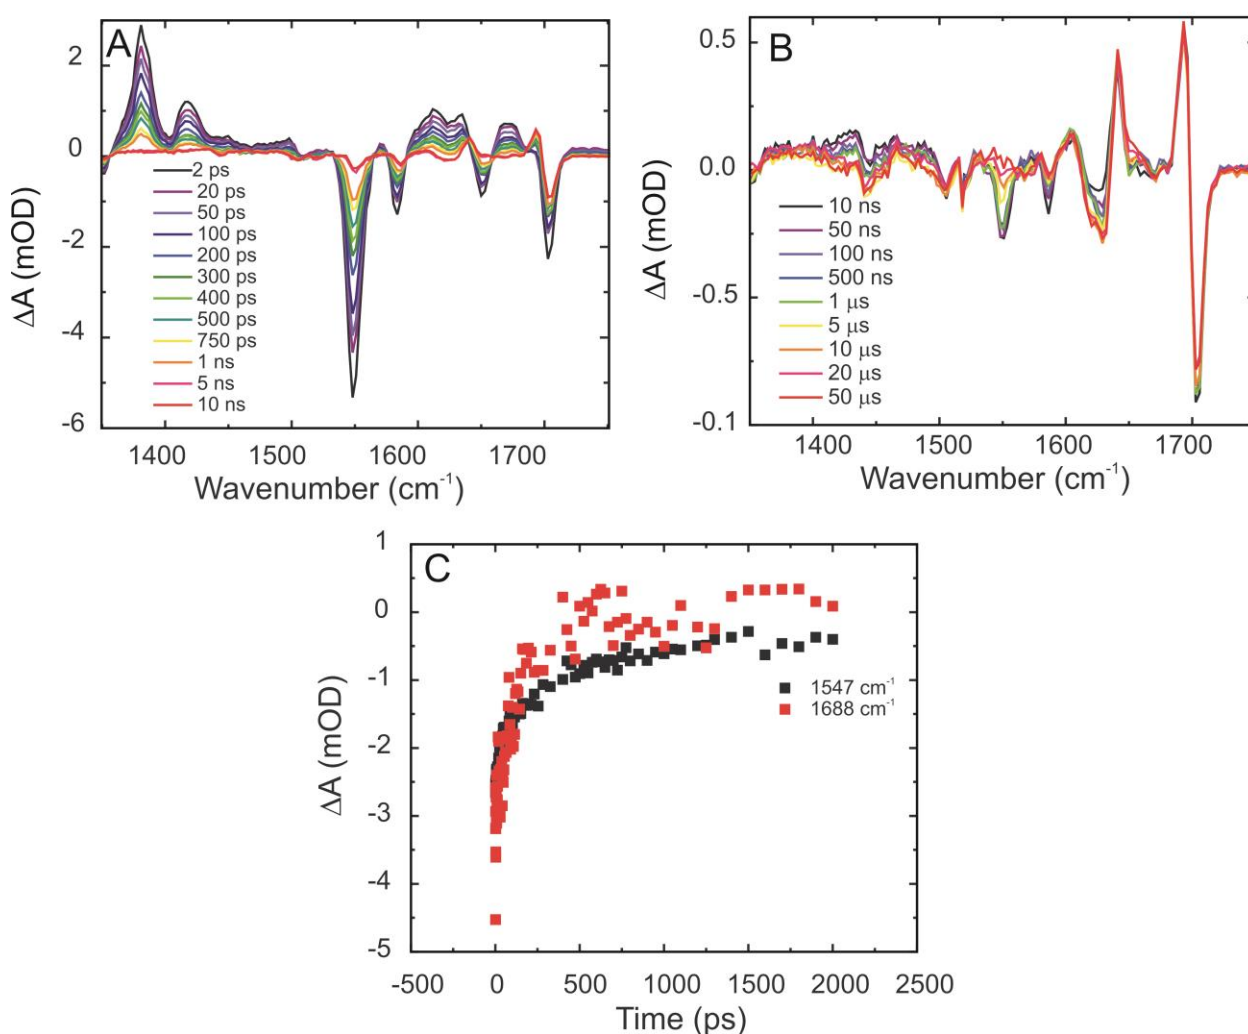 A
ΔA (mOD)
2
0
-2
-4
-6
2 ps
20 ps
50 ps
100 ps
200 ps
300 ps
400 ps
500 ps
750 ps
1 ns
5 ns
10 ns
1400 1500 1600 1700
Wavenumber (cm-1)
B
ΔA (mOD)
0.5
0.0
-0.5
-0.1
10 ns
50 ns
100 ns
500 ns
1 μs
5 μs
10 μs
20 μs
50 μs
1400 1500 1600 1700
Wavenumber (cm-1)
C
ΔA (mOD)
1
0
-1
-2
-3
-4
-5
1547 cm-1
1688 cm-1
-500 0 500 1000 1500 2000 2500
Time (ps)